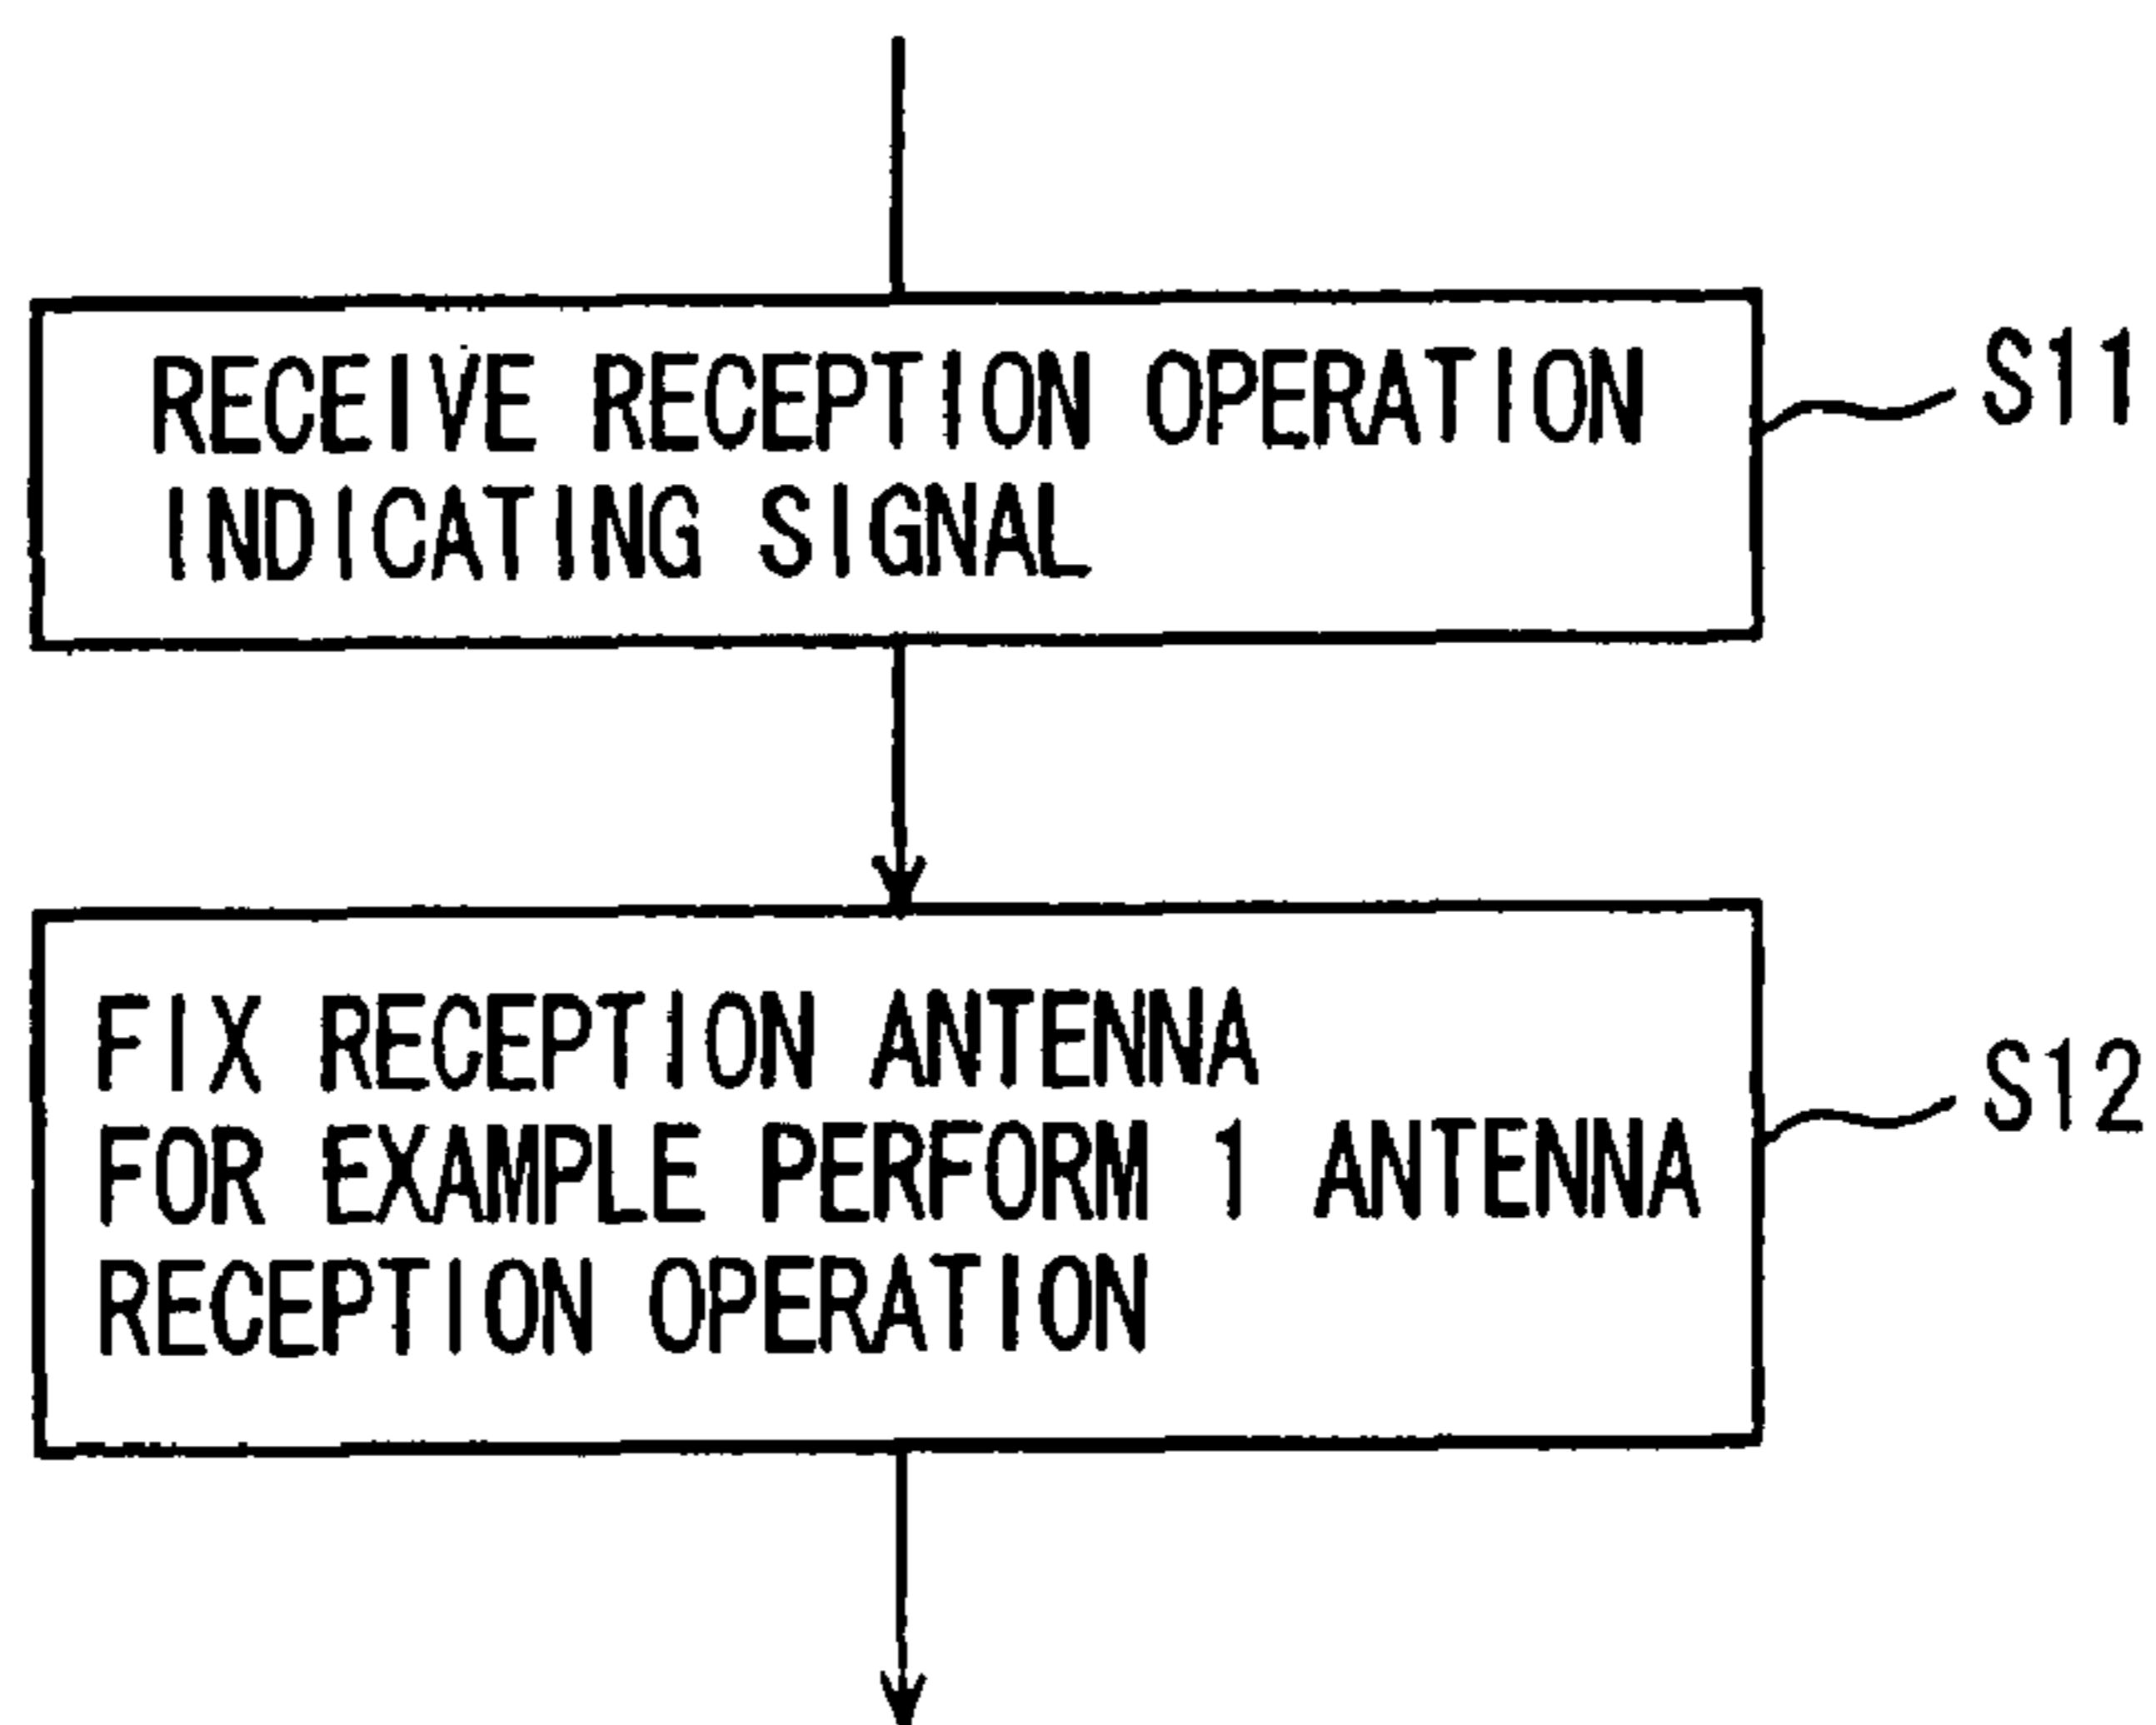 RECEIVE RECEPTION OPERATION
INDICATING SIGNAL
S11
FIX RECEPTION ANTENNA
FOR EXAMPLE PERFORM 1 ANTENNA
RECEPTION OPERATION
S12